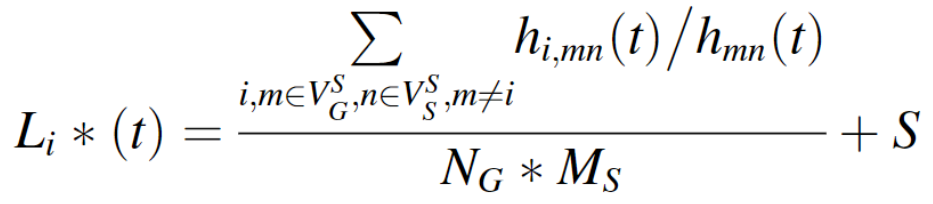 L_i * (t) = \frac{\sum_{i,m \in V_G^S, n \in V_S^S, m \neq i} h_{i,mn}(t) / h_{mn}(t)}{N_G * M_S} + S